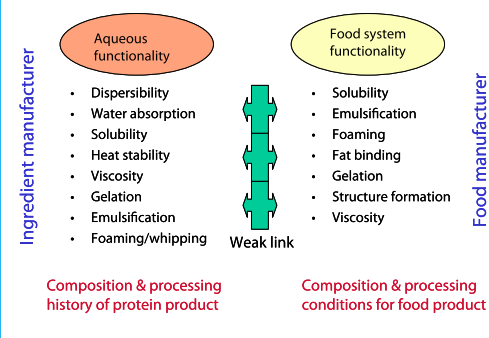 Aqueous
functionality
Food system
functionality
Ingredient manufacturer
• Dispersibility
• Water absorption
• Solubility
• Heat stability
• Viscosity
• Gelation
• Emulsification
• Foaming/whipping
Weak link
• Solubility
• Emulsification
• Foaming
• Fat binding
• Gelation
• Structure formation
• Viscosity
Food manufacturer
Composition & processing
history of protein product
Composition & processing
conditions for food product